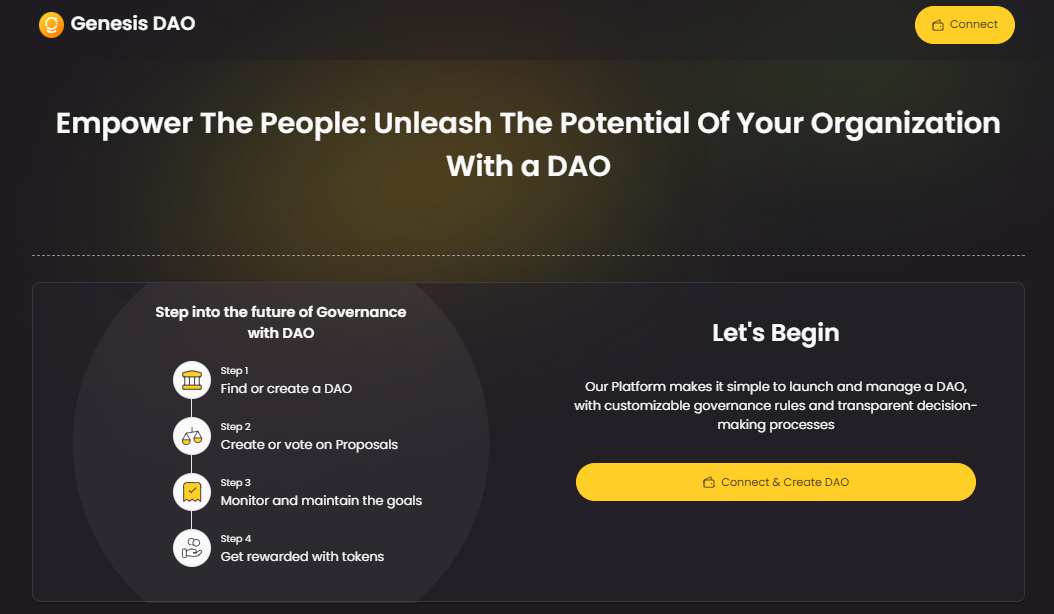 Genesis DAO
Connect
Empower The People: Unleash The Potential Of Your Organization
With a DAO
Step into the future of Governance
with DAO
Step 1
Find or create a DAO
Step 2
Create or vote on Proposals
Step 3
Monitor and maintain the goals
Step 4
Get rewarded with tokens
Let's Begin
Our Platform makes it simple to launch and manage a DAO,
with customizable governance rules and transparent decision-
making processes
Connect & Create DAO